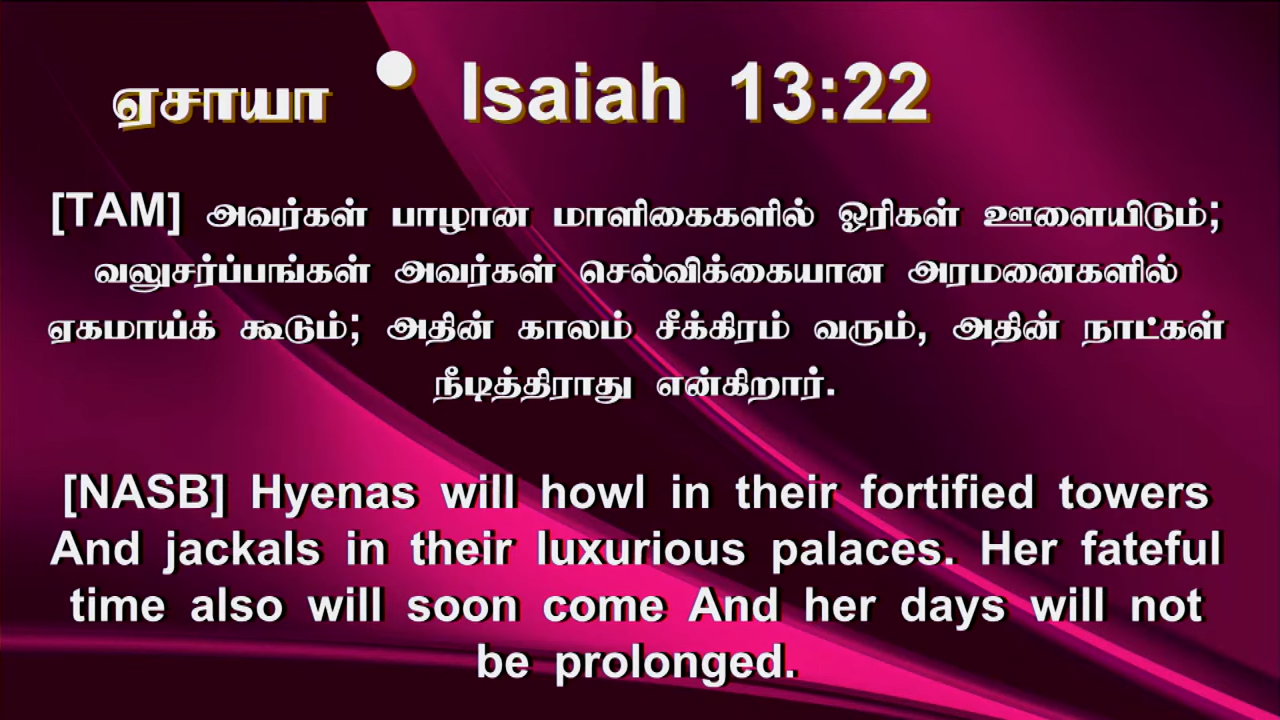 ஏசாயா • Isaiah 13:22
[TAM] அவர்கள் பாழான மாளிகைகளில் ஓரிகள் ஊளையிடும்;
வலுசர்ப்பங்கள் அவர்கள் செல்விக்கையான அரமனைகளில்
ஏகமாய்க் கூடும்; அதின் காலம் சீக்கிரம் வரும், அதின் நாட்கள்
நீடித்திராது என்கிறார்.
[NASB] Hyenas will howl in their fortified towers
And jackals in their luxurious palaces. Her fateful
time also will soon come And her days will not
be prolonged.